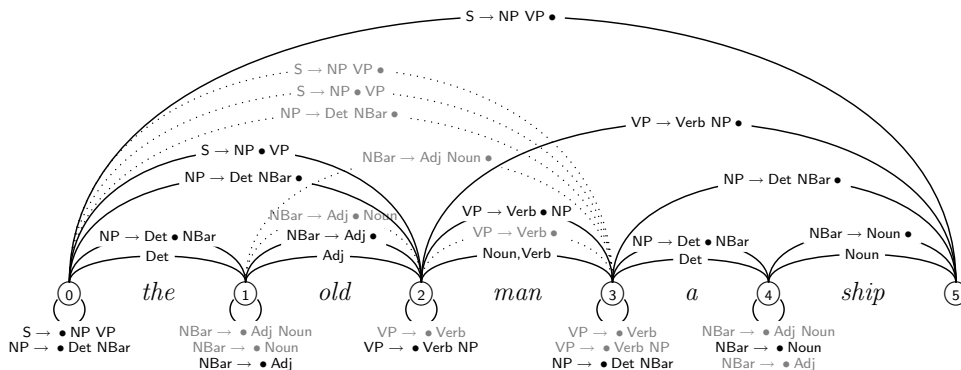 S → NP VP •
S → NP VP •
S → NP • VP
NP → Det NBar •
VP → Verb NP •
S → NP • VP
NBar → Adj Noun •
NP → Det NBar •
NP → Det NBar •
NBar → Adj • Noun
VP → Verb • NP
NP → Det • NBar
NBar → Adj •
VP → Verb •
NP → Det • NBar
NBar → Noun •
Det
Adj
Noun,Verb
Det
Noun
0 the 1 old 2 man 3 a 4 ship 5
S → • NP VP
NP → • Det NBar
NBar → • Adj Noun
NBar → • Noun
NBar → • Adj
VP → • Verb
VP → • Verb NP
VP → • Verb
VP → • Verb NP
NP → • Det NBar
NBar → • Adj Noun
NBar → • Noun
NBar → • Adj